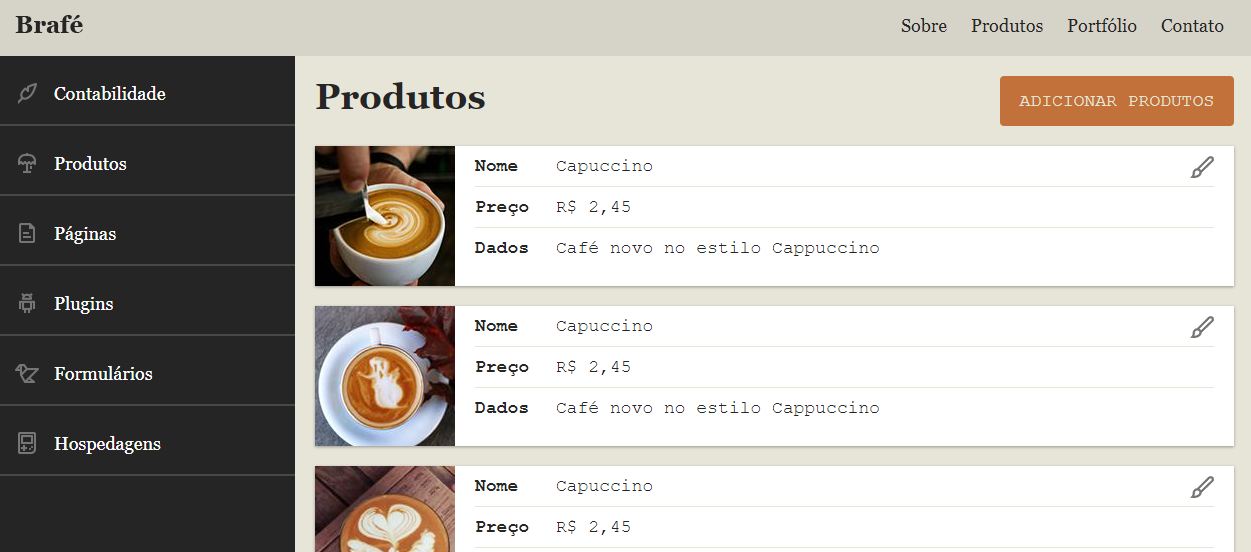 Brafé
Sobre Produtos Portfólio Contato
Contabilidade
Produtos
Páginas
Plugins
Formulários
Hospedagens
Produtos
ADICIONAR PRODUTOS
Nome Capuccino
Preço R$ 2,45
Dados Café novo no estilo Cappuccino
Nome Capuccino
Preço R$ 2,45
Dados Café novo no estilo Cappuccino
Nome Capuccino
Preço R$ 2,45